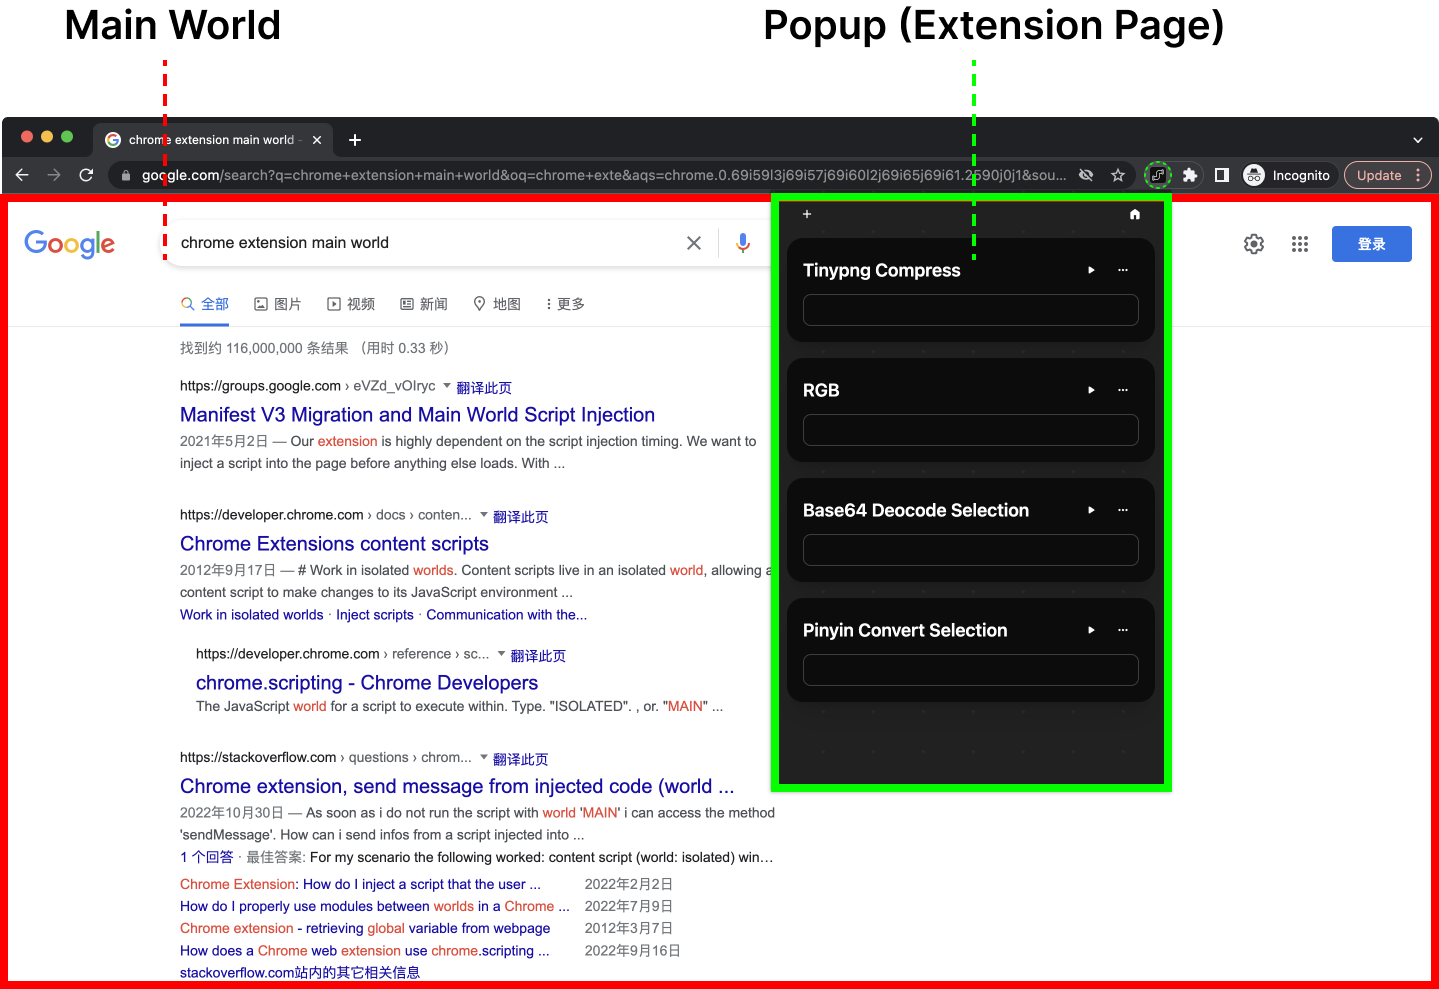 Main World
Popup (Extension Page)
chrome extension main world -
google.com/search?q=chrome+extension+main+world&oq=chrome+exte&aqs=chrome.0.69i59l3j69i57j69i60l2j69i65j69i61.2590j0j1&sou...
Incognito
Update
Google
chrome extension main world
登录
全部
图片
视频
新闻
地图
更多
找到约 116,000,000 条结果 （用时 0.33 秒）
https://groups.google.com › eVZd_vOlryc 翻译此页
Manifest V3 Migration and Main World Script Injection
2021年5月2日 — Our extension is highly dependent on the script injection timing. We want to
inject a script into the page before anything else loads. With ...
https://developer.chrome.com › docs › conten... 翻译此页
Chrome Extensions content scripts
2012年9月17日 — # Work in isolated worlds. Content scripts live in an isolated world, allowing a
content script to make changes to its JavaScript environment ...
Work in isolated worlds · Inject scripts · Communication with the...
https://developer.chrome.com › reference › sc... 翻译此页
chrome.scripting - Chrome Developers
The JavaScript world for a script to execute within. Type. "ISOLATED". , or. "MAIN" ...
https://stackoverflow.com › questions › chrom... 翻译此页
Chrome extension, send message from injected code (world ...
2022年10月30日 — As soon as i do not run the script with world 'MAIN' i can access the method
'sendMessage'. How can i send infos from a script injected into ...
1 个回答 · 最佳答案: For my scenario the following worked: content script (world: isolated) win...
Chrome Extension: How do I inject a script that the user ... 2022年2月2日
How do I properly use modules between worlds in a Chrome ... 2022年7月9日
Chrome extension - retrieving global variable from webpage 2012年3月7日
How does a Chrome web extension use chrome.scripting ... 2022年9月16日
stackoverflow.com站内的其它相关信息
Tinypng Compress
RGB
Base64 Deocode Selection
Pinyin Convert Selection